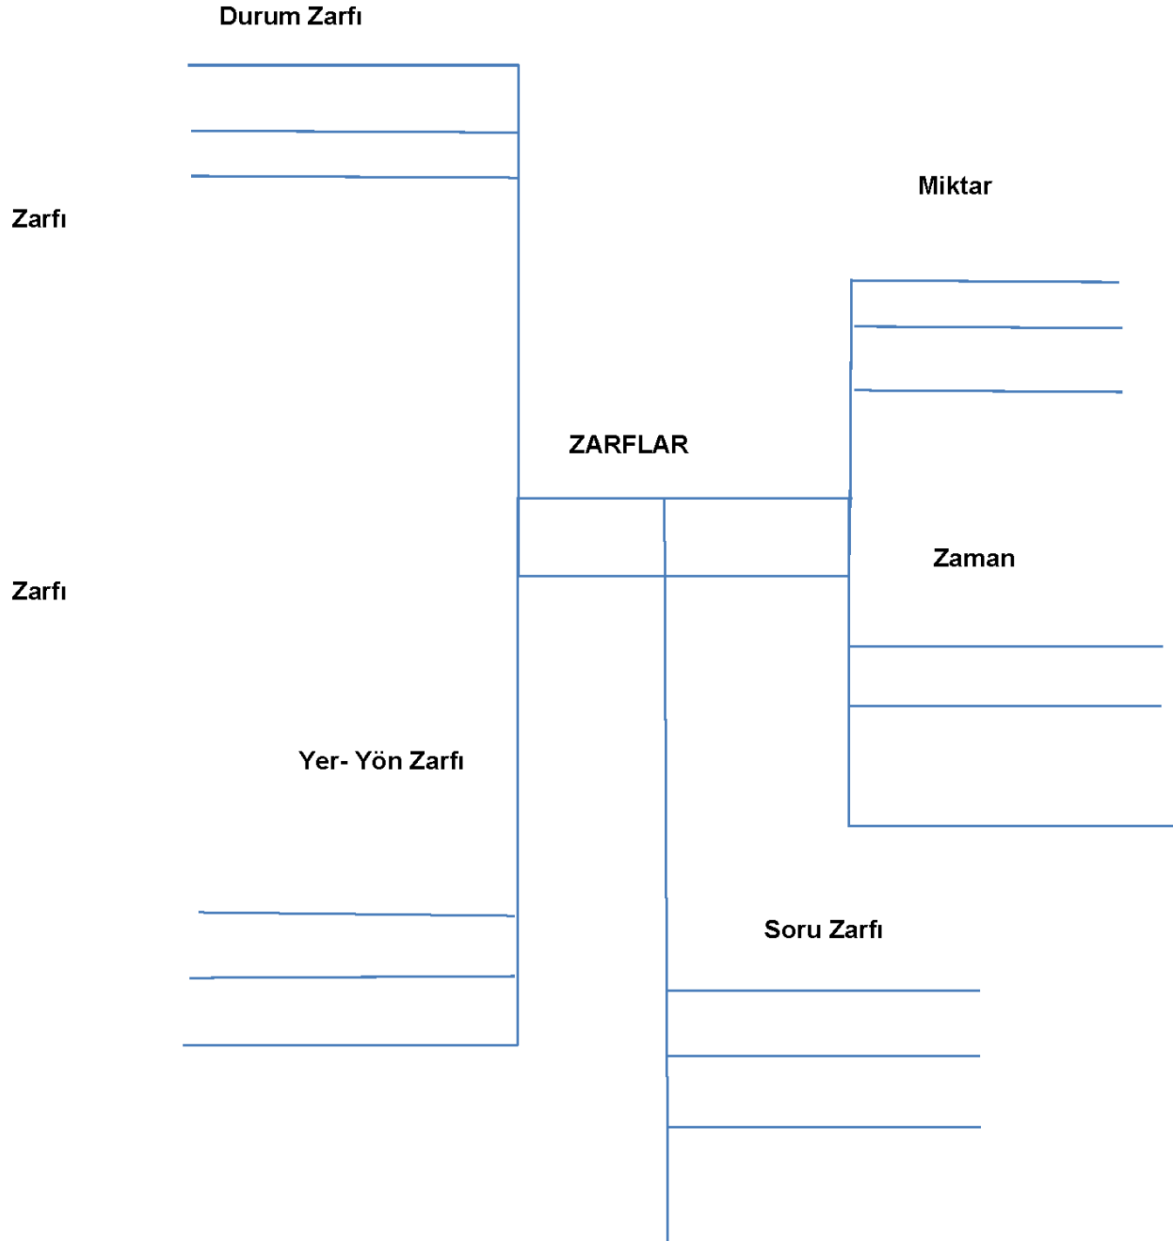 Durum Zarfı
Miktar
Zarfı
ZARFLAR
Zaman
Zarfı
Yer- Yön Zarfı
Soru Zarfı